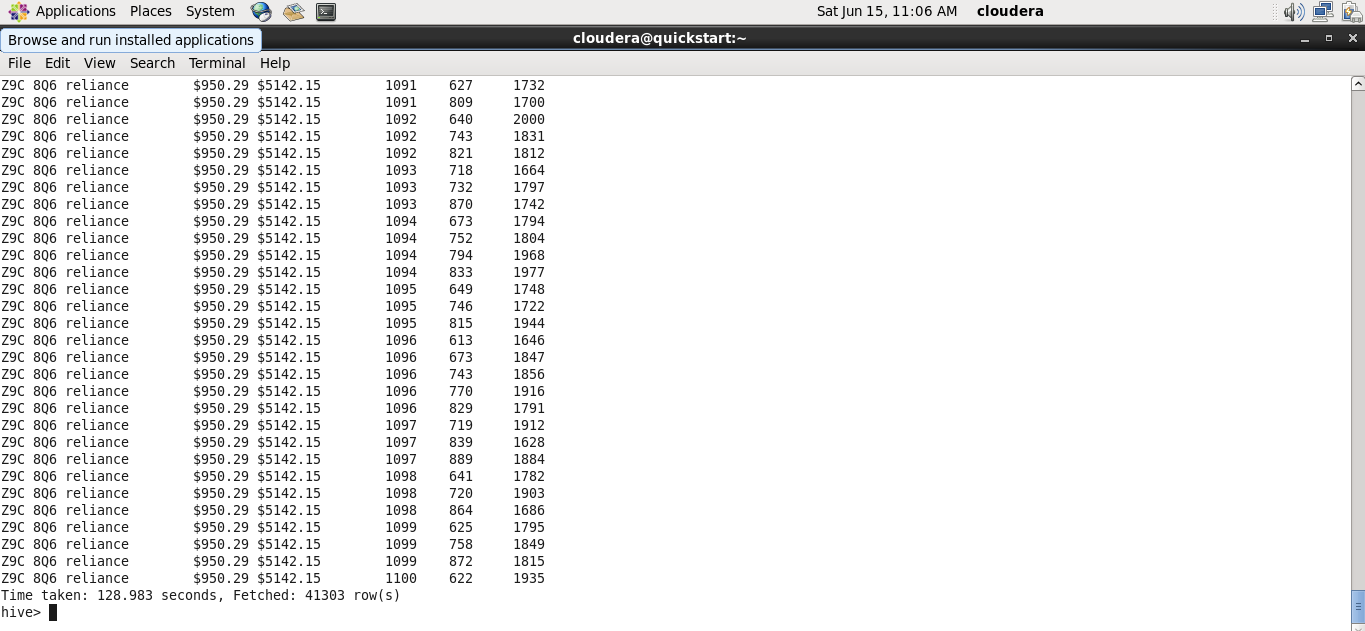 Applications Places System Sat Jun 15, 11:06 AM cloudera
Browse and run installed applications cloudera@quickstart:~
File Edit View Search Terminal Help
Z9C 8Q6 reliance $950.29 $5142.15 1091 627 1732
Z9C 8Q6 reliance $950.29 $5142.15 1091 809 1700
Z9C 8Q6 reliance $950.29 $5142.15 1092 640 2000
Z9C 8Q6 reliance $950.29 $5142.15 1092 743 1831
Z9C 8Q6 reliance $950.29 $5142.15 1092 821 1812
Z9C 8Q6 reliance $950.29 $5142.15 1093 718 1664
Z9C 8Q6 reliance $950.29 $5142.15 1093 732 1797
Z9C 8Q6 reliance $950.29 $5142.15 1093 870 1742
Z9C 8Q6 reliance $950.29 $5142.15 1094 673 1794
Z9C 8Q6 reliance $950.29 $5142.15 1094 752 1804
Z9C 8Q6 reliance $950.29 $5142.15 1094 794 1968
Z9C 8Q6 reliance $950.29 $5142.15 1094 833 1977
Z9C 8Q6 reliance $950.29 $5142.15 1095 649 1748
Z9C 8Q6 reliance $950.29 $5142.15 1095 746 1722
Z9C 8Q6 reliance $950.29 $5142.15 1095 815 1944
Z9C 8Q6 reliance $950.29 $5142.15 1096 613 1646
Z9C 8Q6 reliance $950.29 $5142.15 1096 673 1847
Z9C 8Q6 reliance $950.29 $5142.15 1096 743 1856
Z9C 8Q6 reliance $950.29 $5142.15 1096 770 1916
Z9C 8Q6 reliance $950.29 $5142.15 1096 829 1791
Z9C 8Q6 reliance $950.29 $5142.15 1097 719 1912
Z9C 8Q6 reliance $950.29 $5142.15 1097 839 1628
Z9C 8Q6 reliance $950.29 $5142.15 1097 889 1884
Z9C 8Q6 reliance $950.29 $5142.15 1098 641 1782
Z9C 8Q6 reliance $950.29 $5142.15 1098 720 1903
Z9C 8Q6 reliance $950.29 $5142.15 1098 864 1686
Z9C 8Q6 reliance $950.29 $5142.15 1099 625 1795
Z9C 8Q6 reliance $950.29 $5142.15 1099 758 1849
Z9C 8Q6 reliance $950.29 $5142.15 1099 872 1815
Z9C 8Q6 reliance $950.29 $5142.15 1100 622 1935
Time taken: 128.983 seconds, Fetched: 41303 row(s)
hive>